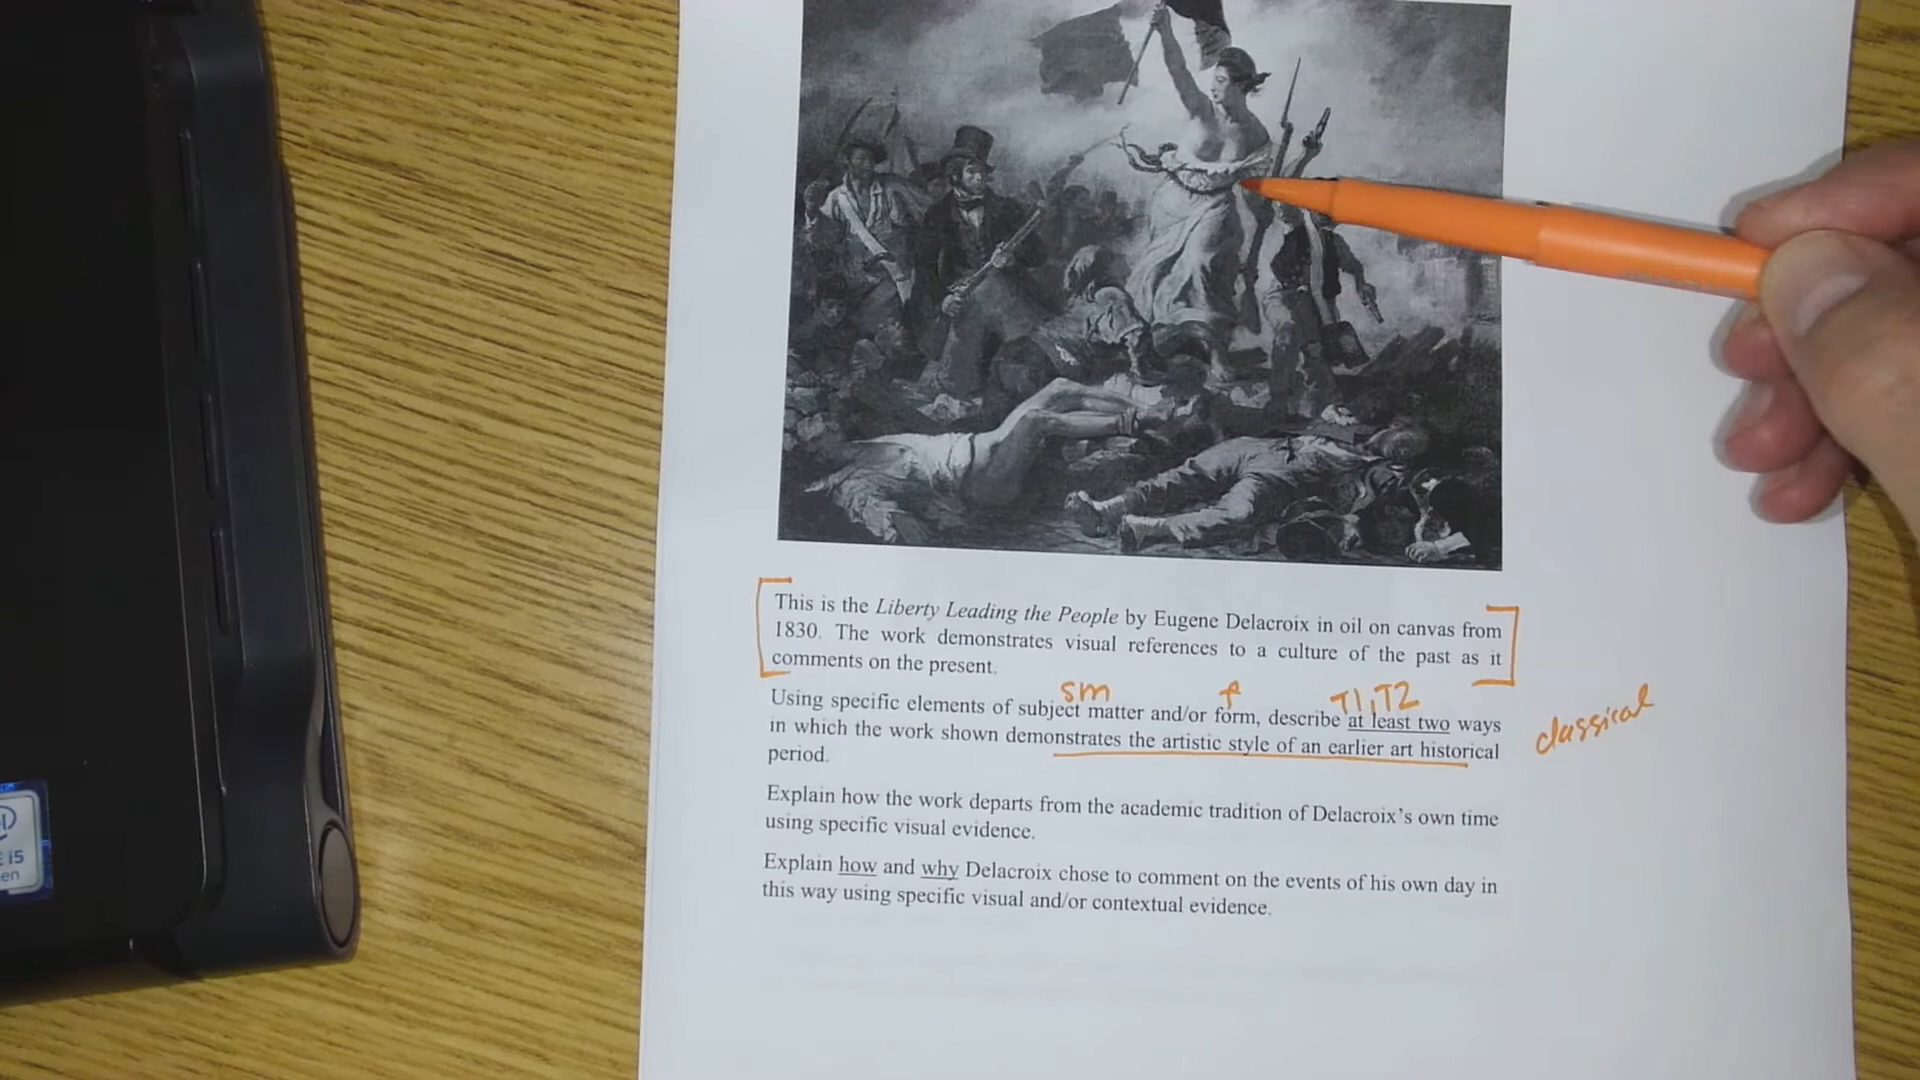 This is the Liberty Leading the People by Eugene Delacroix in oil on canvas from
1830. The work demonstrates visual references to a culture of the past as it
comments on the present.
sm f T1, T2
Using specific elements of subject matter and/or form, describe at least two ways
in which the work shown demonstrates the artistic style of an earlier art historical
period.
classical
Explain how the work departs from the academic tradition of Delacroix's own time
using specific visual evidence.
Explain how and why Delacroix chose to comment on the events of his own day in
this way using specific visual and/or contextual evidence.
i5